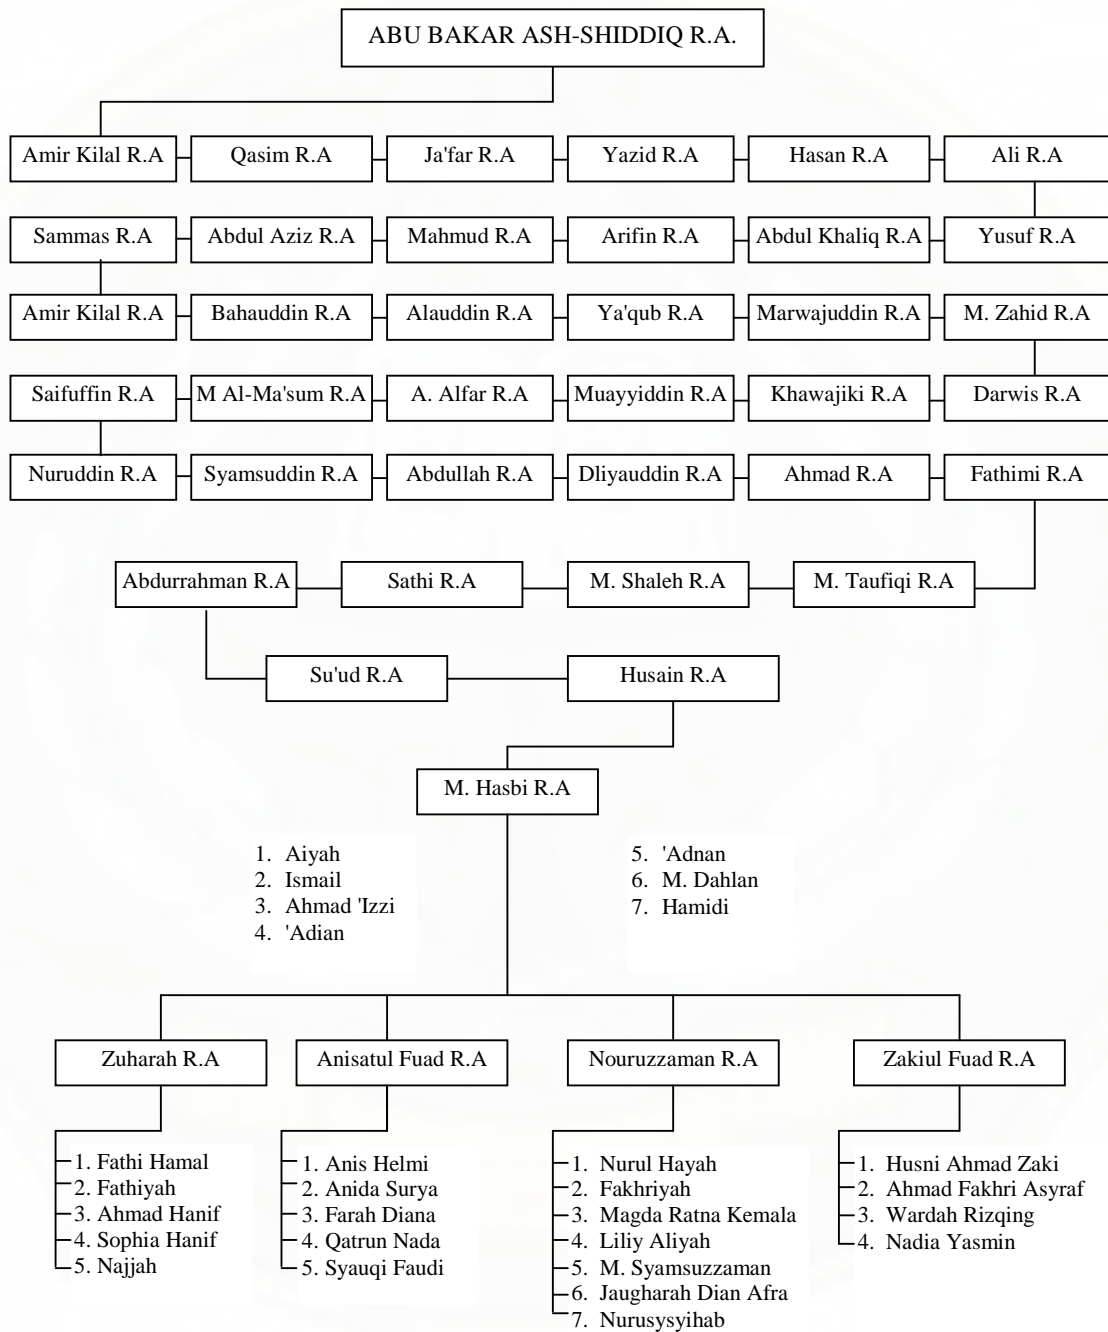 ABU BAKAR ASH-SHIDDIQ R.A.
Amir Kilal R.A
Qasim R.A
Ja'far R.A
Yazid R.A
Hasan R.A
Ali R.A
Sammas R.A
Abdul Aziz R.A
Mahmud R.A
Arifin R.A
Abdul Khaliq R.A
Yusuf R.A
Amir Kilal R.A
Bahauddin R.A
Alauddin R.A
Ya'qub R.A
Marwajuddin R.A
M. Zahid R.A
Saifuffin R.A
M Al-Ma'sum R.A
A. Alfar R.A
Muayyiddin R.A
Khawajiki R.A
Darwis R.A
Nuruddin R.A
Syamsuddin R.A
Abdullah R.A
Dliyauddin R.A
Ahmad R.A
Fathimi R.A
Abdurrahman R.A
Sathi R.A
M. Shaleh R.A
M. Taufiqi R.A
Su'ud R.A
Husain R.A
M. Hasbi R.A
1. Aiyah
2. Ismail
3. Ahmad 'Izzi
4. 'Adian
5. 'Adnan
6. M. Dahlan
7. Hamidi
Zuharah R.A
Anisatul Fuad R.A
Nouruzzaman R.A
Zakiul Fuad R.A
1. Fathi Hamal
2. Fathiyah
3. Ahmad Hanif
4. Sophia Hanif
5. Najjah
1. Anis Helmi
2. Anida Surya
3. Farah Diana
4. Qatrun Nada
5. Syauqi Faudi
1. Nurul Hayah
2. Fakhriyah
3. Magda Ratna Kemala
4. Liliy Aliyah
5. M. Syamsuzzaman
6. Jaugharah Dian Afra
7. Nurusysyihab
1. Husni Ahmad Zaki
2. Ahmad Fakhri Asyraf
3. Wardah Rizqing
4. Nadia Yasmin